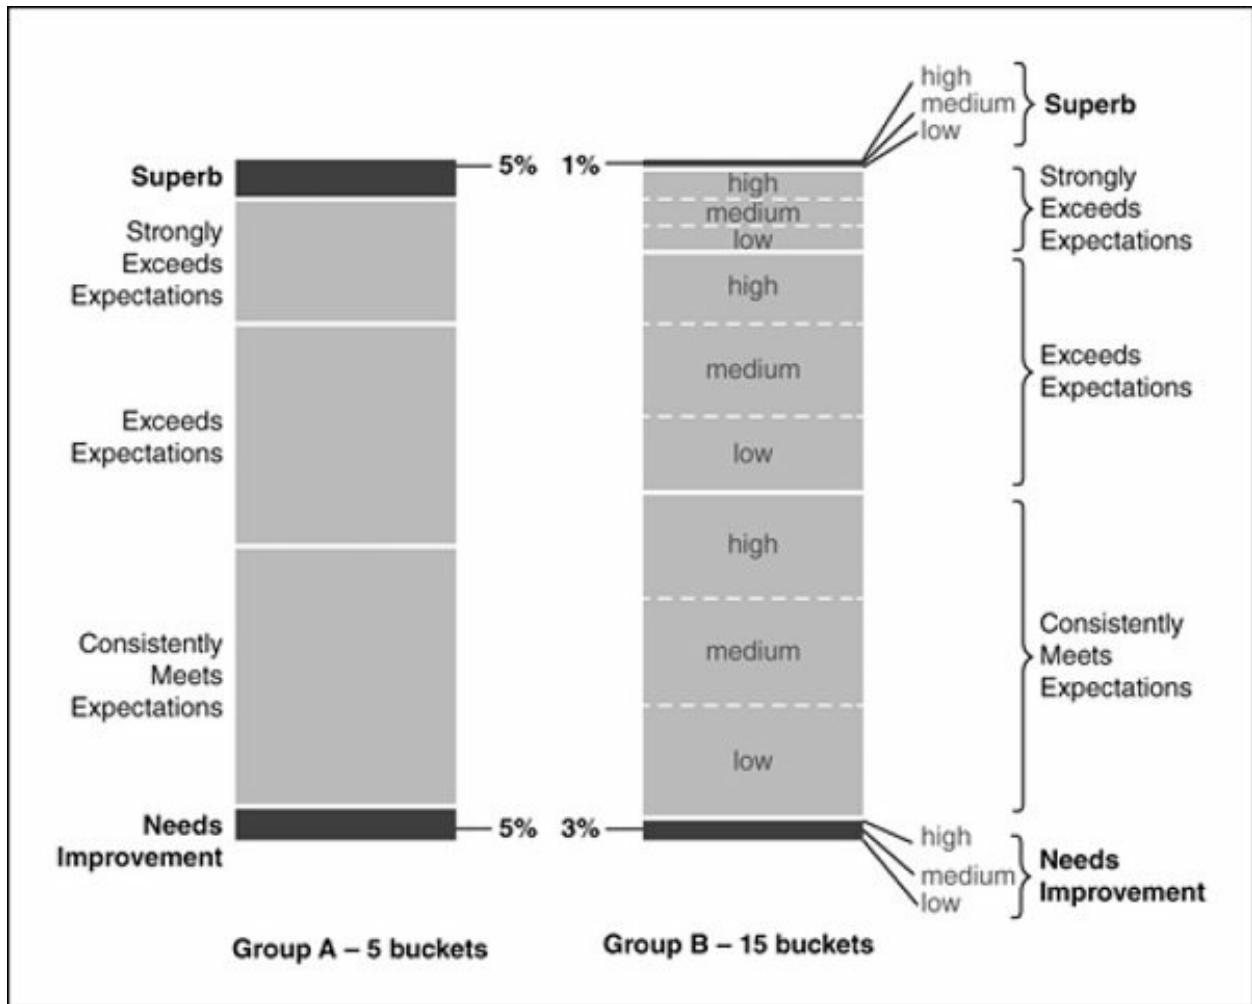 Superb
Strongly
Exceeds
Expectations
Exceeds
Expectations
Consistently
Meets
Expectations
Needs
Improvement
5%
5%
Group A – 5 buckets
1%
3%
high
medium
low
high
medium
low
high
medium
low
high
medium
low
high
medium
low
Superb
Strongly
Exceeds
Expectations
Exceeds
Expectations
Consistently
Meets
Expectations
Needs
Improvement
Group B – 15 buckets